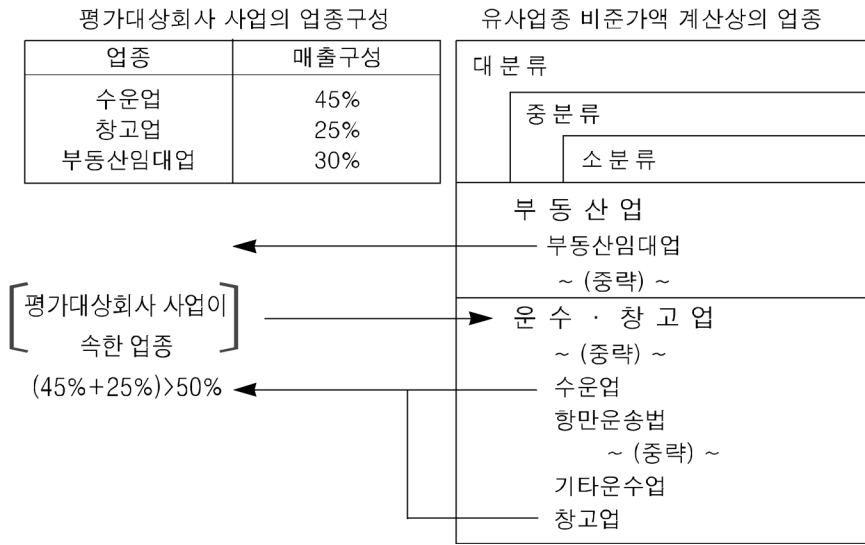 평가대상회사 사업의 업종구성
업종 매출구성
수운업 45%
창고업 25%
부동산임대업 30%
평가대상회사 사업이
속한 업종
(45%+25%)>50%
유사업종 비준가액 계산상의 업종
대분류
중분류
소분류
부 동 산 업
부동산임대업
~ (중략) ~
운 수 · 창 고 업
~ (중략) ~
수운업
항만운송법
~ (중략) ~
기타운수업
창고업